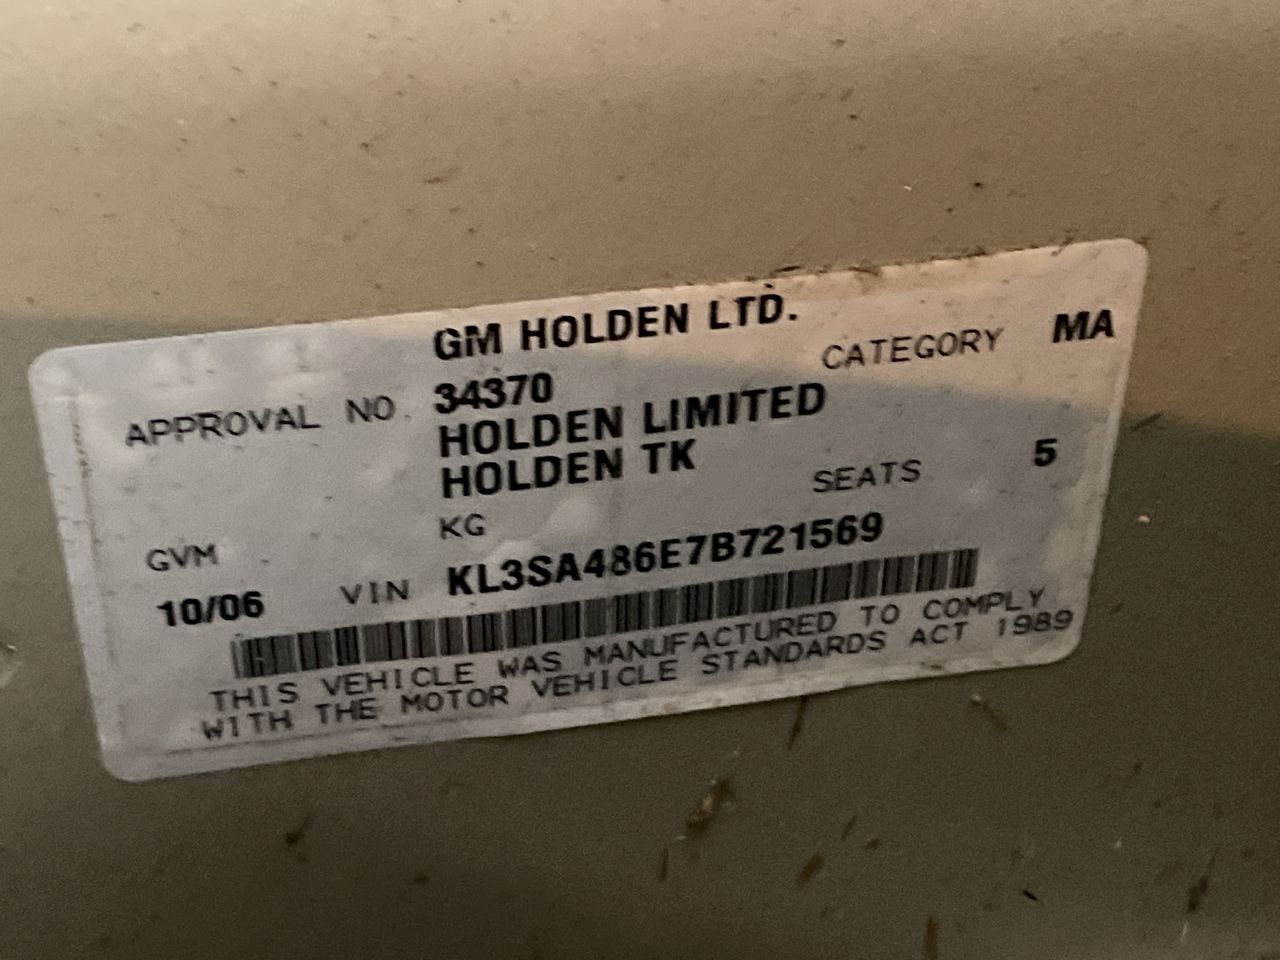 GM HOLDEN LTD.
APPROVAL NO. 34370 CATEGORY MA
HOLDEN LIMITED
HOLDEN TK
GVM KG SEATS 5
10/06 VIN KL3SA486E7B721569
THIS VEHICLE WAS MANUFACTURED TO COMPLY
WITH THE MOTOR VEHICLE STANDARDS ACT 1989